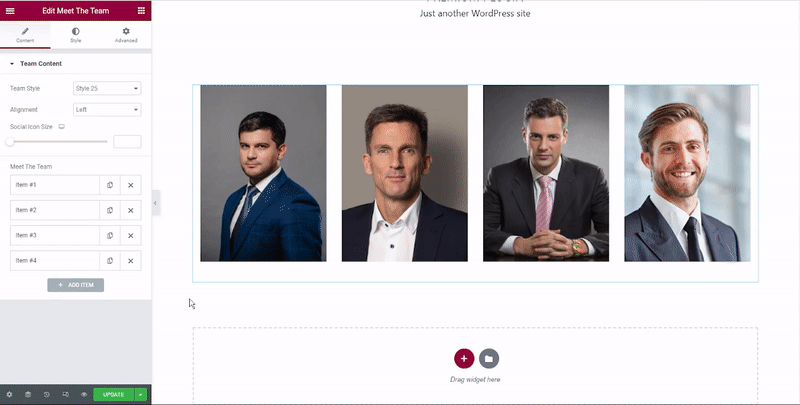 Edit Meet The Team
Content
Style
Advanced
Team Content
Team Style
Style 25
Alignment
Left
Social Icon Size
Meet The Team
Item #1
Item #2
Item #3
Item #4
+ ADD ITEM
UPDATE
Just another WordPress site
Drag widget here